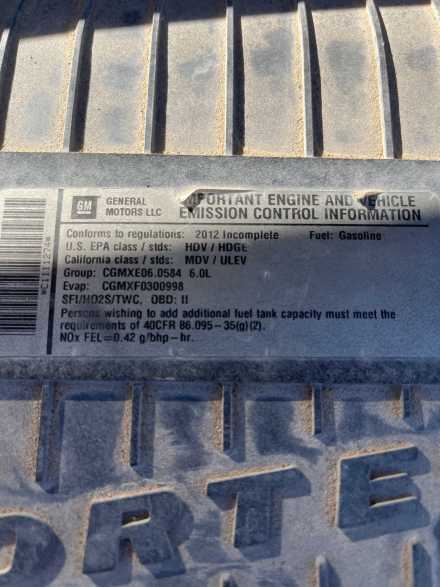 GM GENERAL MOTORS LLC
IMPORTANT ENGINE AND VEHICLE
EMISSION CONTROL INFORMATION
Conforms to regulations: 2012 Incomplete Fuel: Gasoline
U.S. EPA class / stds: HDV / HDGE
California class / stds: MDV / ULEV
Group: CGMXE06.0584 6.0L
Evap: CGMXF0300998
SFI/HO2S/TWC, OBD: II
Persons wishing to add additional fuel tank capacity must meet the
requirements of 40CFR 86.095-35(g)(2).
NOx FEL=0.42 g/bhp-hr.
*C1111274*
ORTE